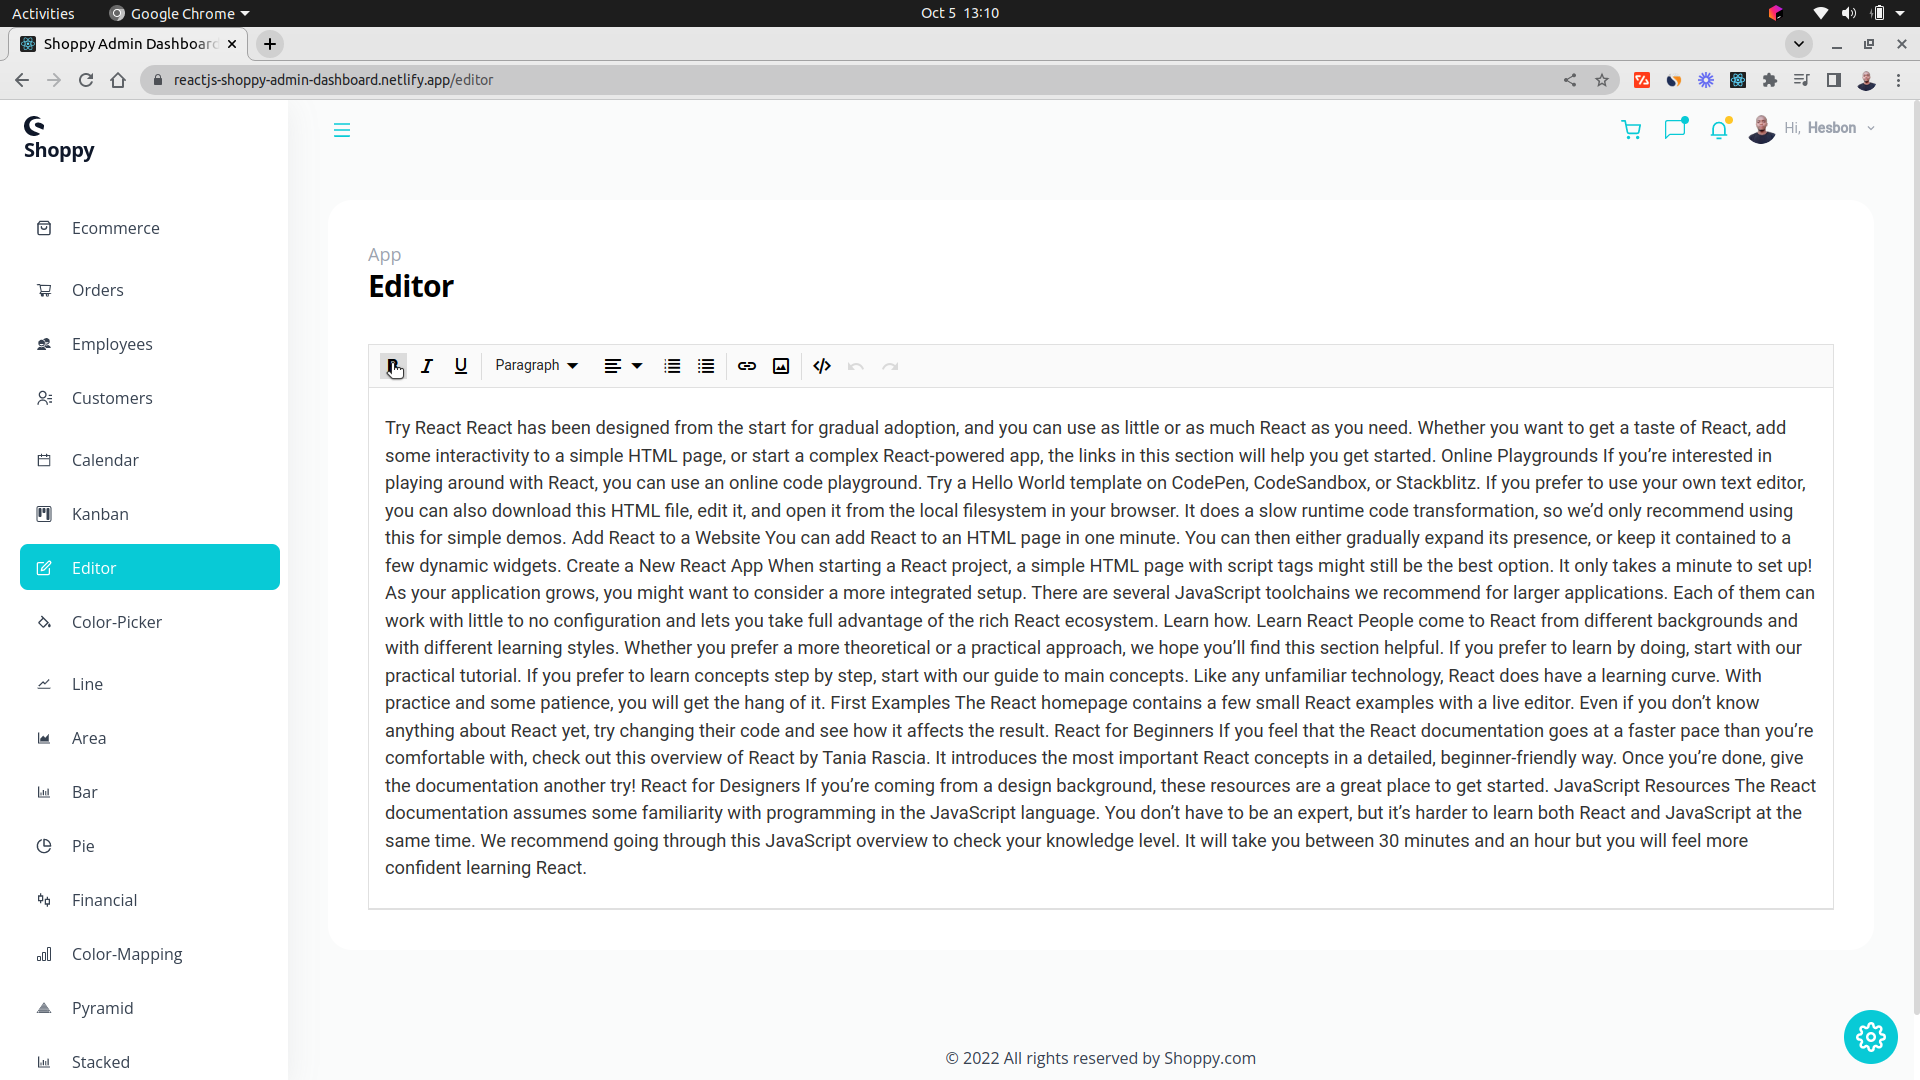 Activities
Google Chrome
Oct 5 13:10
Shoppy Admin Dashboard
reactjs-shoppy-admin-dashboard.netlify.app/editor
Shoppy
Hi, Hesbon
Ecommerce
Orders
Employees
Customers
Calendar
Kanban
Editor
Color-Picker
Line
Area
Bar
Pie
Financial
Color-Mapping
Pyramid
Stacked
App
Editor
B I U Paragraph
Try React React has been designed from the start for gradual adoption, and you can use as little or as much React as you need. Whether you want to get a taste of React, add
some interactivity to a simple HTML page, or start a complex React-powered app, the links in this section will help you get started. Online Playgrounds If you’re interested in
playing around with React, you can use an online code playground. Try a Hello World template on CodePen, CodeSandbox, or Stackblitz. If you prefer to use your own text editor,
you can also download this HTML file, edit it, and open it from the local filesystem in your browser. It does a slow runtime code transformation, so we’d only recommend using
this for simple demos. Add React to a Website You can add React to an HTML page in one minute. You can then either gradually expand its presence, or keep it contained to a
few dynamic widgets. Create a New React App When starting a React project, a simple HTML page with script tags might still be the best option. It only takes a minute to set up!
As your application grows, you might want to consider a more integrated setup. There are several JavaScript toolchains we recommend for larger applications. Each of them can
work with little to no configuration and lets you take full advantage of the rich React ecosystem. Learn how. Learn React People come to React from different backgrounds and
with different learning styles. Whether you prefer a more theoretical or a practical approach, we hope you’ll find this section helpful. If you prefer to learn by doing, start with our
practical tutorial. If you prefer to learn concepts step by step, start with our guide to main concepts. Like any unfamiliar technology, React does have a learning curve. With
practice and some patience, you will get the hang of it. First Examples The React homepage contains a few small React examples with a live editor. Even if you don’t know
anything about React yet, try changing their code and see how it affects the result. React for Beginners If you feel that the React documentation goes at a faster pace than you’re
comfortable with, check out this overview of React by Tania Rascia. It introduces the most important React concepts in a detailed, beginner-friendly way. Once you’re done, give
the documentation another try! React for Designers If you’re coming from a design background, these resources are a great place to get started. JavaScript Resources The React
documentation assumes some familiarity with programming in the JavaScript language. You don’t have to be an expert, but it’s harder to learn both React and JavaScript at the
same time. We recommend going through this JavaScript overview to check your knowledge level. It will take you between 30 minutes and an hour but you will feel more
confident learning React.
© 2022 All rights reserved by Shoppy.com